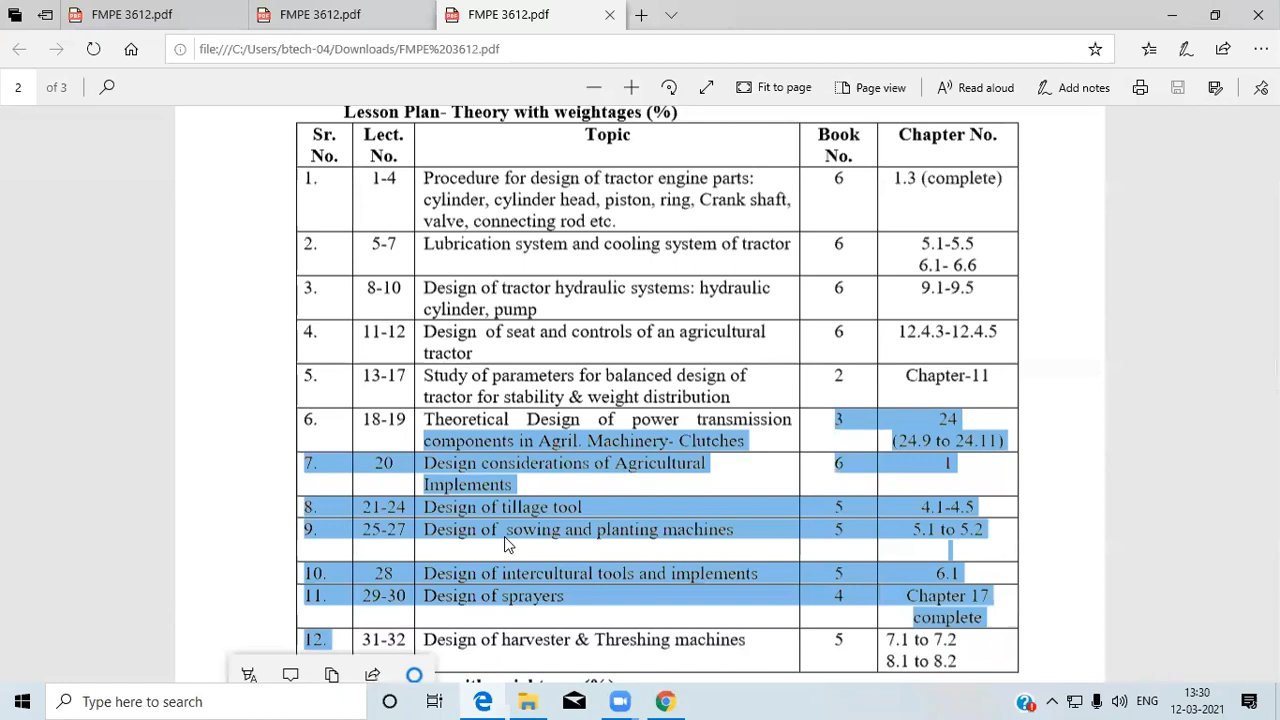 FMPE 3612.pdf
FMPE 3612.pdf
FMPE 3612.pdf
file:///C:/Users/btech-04/Downloads/FMPE%203612.pdf
2 of 3
Fit to page
Page view
Read aloud
Add notes
Lesson Plan- Theory with weightages (%)
Sr. No. Lect. No. Topic Book No. Chapter No.
1. 1-4 Procedure for design of tractor engine parts: 6 1.3 (complete)
cylinder, cylinder head, piston, ring, Crank shaft,
valve, connecting rod etc.
2. 5-7 Lubrication system and cooling system of tractor 6 5.1-5.5
6.1- 6.6
3. 8-10 Design of tractor hydraulic systems: hydraulic 6 9.1-9.5
cylinder, pump
4. 11-12 Design of seat and controls of an agricultural 6 12.4.3-12.4.5
tractor
5. 13-17 Study of parameters for balanced design of 2 Chapter-11
tractor for stability & weight distribution
6. 18-19 Theoretical Design of power transmission 3 24
components in Agril. Machinery- Clutches (24.9 to 24.11)
7. 20 Design considerations of Agricultural 6 1
Implements
8. 21-24 Design of tillage tool 5 4.1-4.5
9. 25-27 Design of sowing and planting machines 5 5.1 to 5.2
10. 28 Design of intercultural tools and implements 5 6.1
11. 29-30 Design of sprayers 4 Chapter 17
complete
12. 31-32 Design of harvester & Threshing machines 5 7.1 to 7.2
8.1 to 8.2
Type here to search
ENG
13:30
12-03-2021